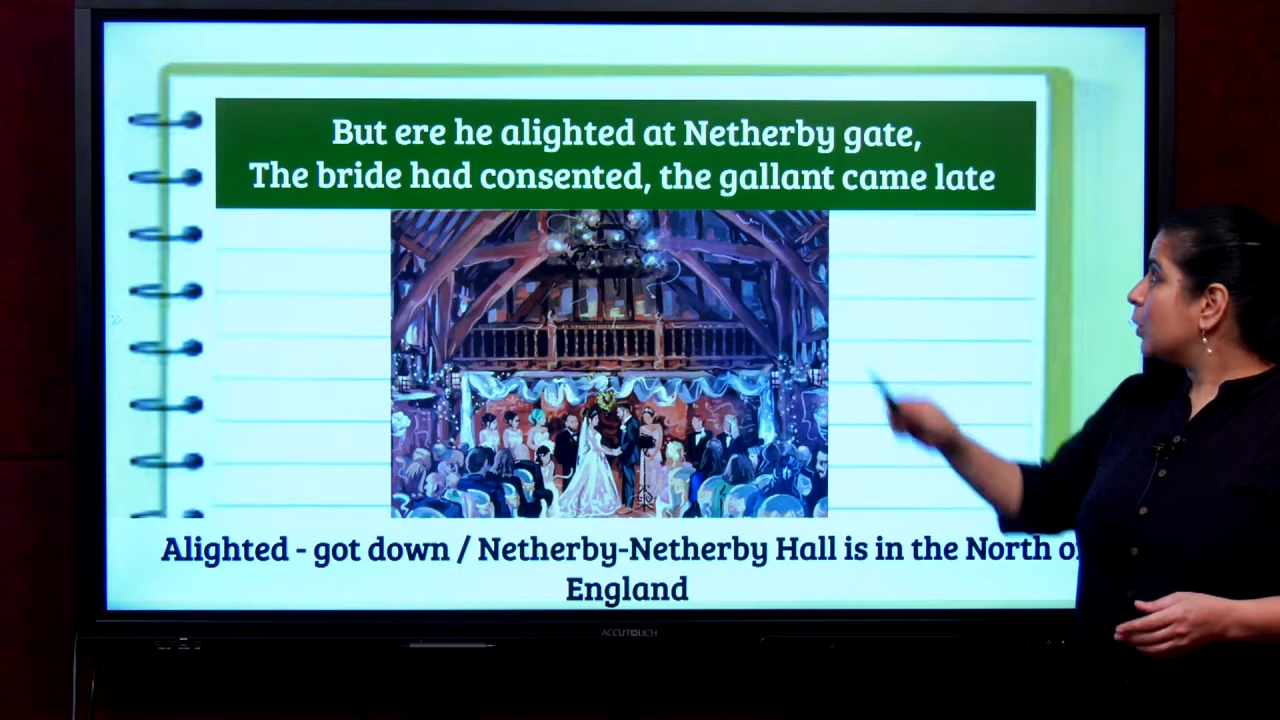 But ere he alighted at Netherby gate,
The bride had consented, the gallant came late
Alighted - got down / Netherby-Netherby Hall is in the North
England
ACCUTOUCH